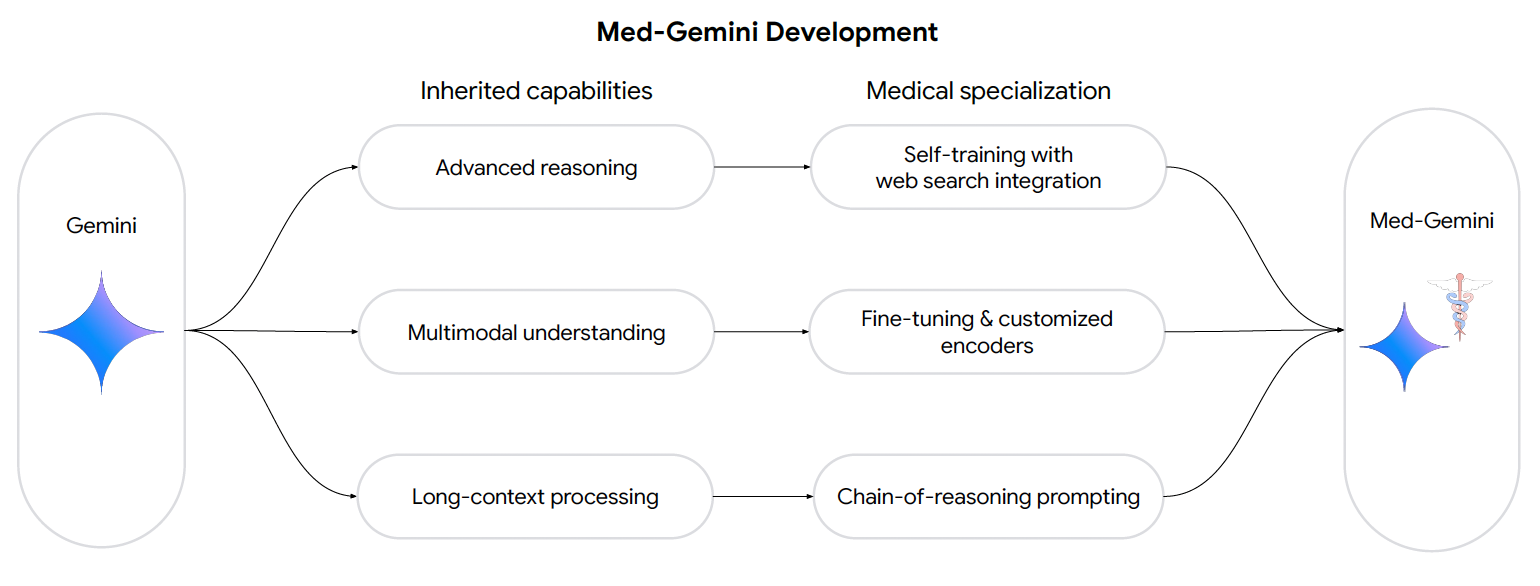 Med-Gemini Development
Inherited capabilities
Medical specialization
Gemini
Advanced reasoning
Self-training with
web search integration
Multimodal understanding
Fine-tuning & customized
encoders
Long-context processing
Chain-of-reasoning prompting
Med-Gemini